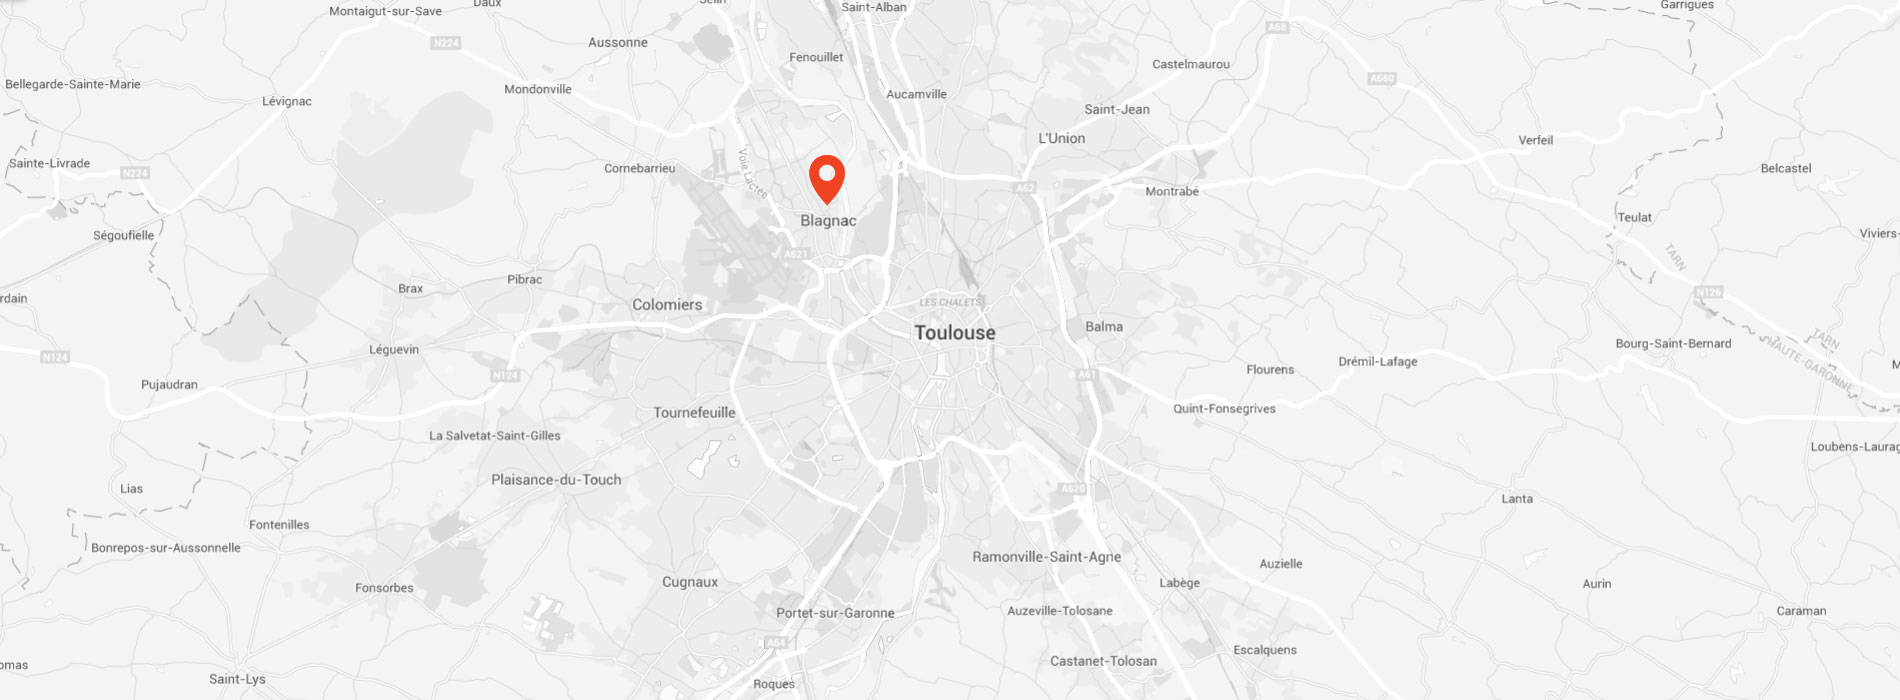 Daux
Saint-Alban
Garrigues
Montaigut-sur-Save
A68
Aussonne
N224
Fenouillet
Castelmaurou
A680
Bellegarde-Sainte-Marie
Mondonville
Aucamville
Lévignac
Saint-Jean
L'Union
Verfeil
Sainte-Livrade
N224
Cornebarrieu
Voie Lactée
Belcastel
A62
Montrabé
Blagnac
Teulat
Ségoufielle
Viviers-
A621
TARN
Pibrac
Brax
N126
rdain
Colomiers
LES CHALETS
Toulouse
Balma
TARN
HAUTE-GARONNE
Bourg-Saint-Bernard
Léguevin
N124
Drémil-Lafage
Flourens
N124
A61
Pujaudran
Tournefeuille
Quint-Fonsegrives
La Salvetat-Saint-Gilles
Loubens-Laurag
Plaisance-du-Touch
Lias
A620
Lanta
Fontenilles
Bonrepos-sur-Aussonnelle
Ramonville-Saint-Agne
Auzielle
Fonsorbes
Cugnaux
Labège
Aurin
Portet-sur-Garonne
Auzeville-Tolosane
Caraman
A64
Escalquens
Castanet-Tolosan
omas
Saint-Lys
Roques